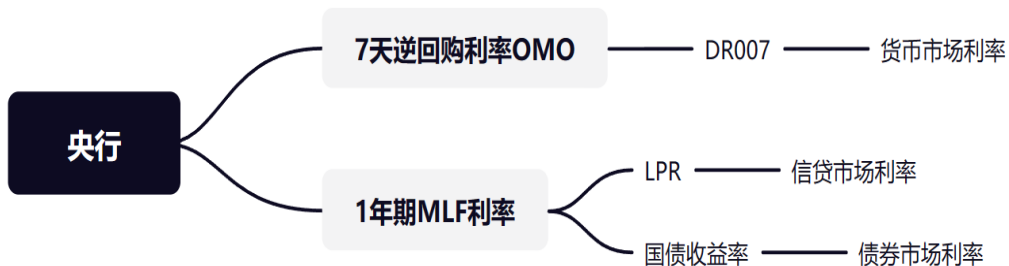 央行
7天逆回购利率OMO
DR007
货币市场利率
1年期MLF利率
LPR
信贷市场利率
国债收益率
债券市场利率